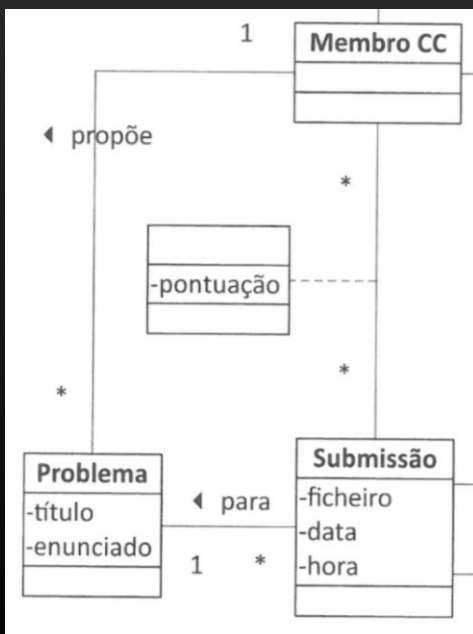 1
Membro CC
◄ propõe
*
-pontuação
*
*
Problema
-título
-enunciado
◄ para
1 *
Submissão
-ficheiro
-data
-hora